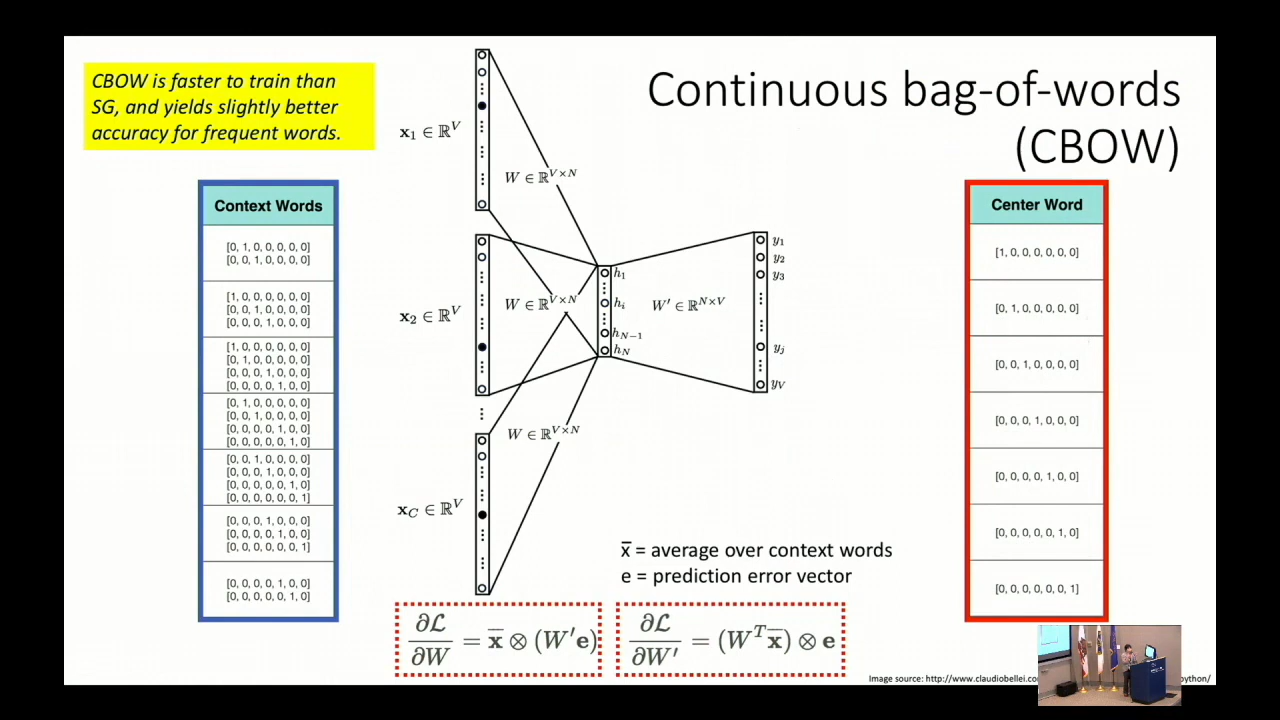 CBOW is faster to train than
SG, and yields slightly better
accuracy for frequent words.
Continuous bag-of-words
(CBOW)
Context Words
[0, 1, 0, 0, 0, 0, 0]
[0, 0, 1, 0, 0, 0, 0]
[1, 0, 0, 0, 0, 0, 0]
[0, 0, 1, 0, 0, 0, 0]
[0, 0, 0, 1, 0, 0, 0]
[1, 0, 0, 0, 0, 0, 0]
[0, 1, 0, 0, 0, 0, 0]
[0, 0, 0, 1, 0, 0, 0]
[0, 0, 0, 0, 1, 0, 0]
[0, 1, 0, 0, 0, 0, 0]
[0, 0, 1, 0, 0, 0, 0]
[0, 0, 0, 0, 1, 0, 0]
[0, 0, 0, 0, 0, 1, 0]
[0, 0, 1, 0, 0, 0, 0]
[0, 0, 0, 1, 0, 0, 0]
[0, 0, 0, 0, 0, 1, 0]
[0, 0, 0, 0, 0, 0, 1]
[0, 0, 0, 1, 0, 0, 0]
[0, 0, 0, 0, 1, 0, 0]
[0, 0, 0, 0, 0, 0, 1]
[0, 0, 0, 0, 1, 0, 0]
[0, 0, 0, 0, 0, 1, 0]
x₁ ∈ ℝ^V
W ∈ ℝ^{V×N}
x₂ ∈ ℝ^V
W ∈ ℝ^{V×N}
x_C ∈ ℝ^V
W ∈ ℝ^{V×N}
h₁
h_i
h_{N−1}
h_N
W′ ∈ ℝ^{N×V}
y₁
y₂
y₃
y_j
y_V
Center Word
[1, 0, 0, 0, 0, 0, 0]
[0, 1, 0, 0, 0, 0, 0]
[0, 0, 1, 0, 0, 0, 0]
[0, 0, 0, 1, 0, 0, 0]
[0, 0, 0, 0, 1, 0, 0]
[0, 0, 0, 0, 0, 1, 0]
[0, 0, 0, 0, 0, 0, 1]
x̅ = average over context words
e = prediction error vector
∂ℒ/∂W = x̅ ⊗ (W′e)
∂ℒ/∂W′ = (W^T x̅) ⊗ e
Image source: http://www.claudiobellei.co
python/